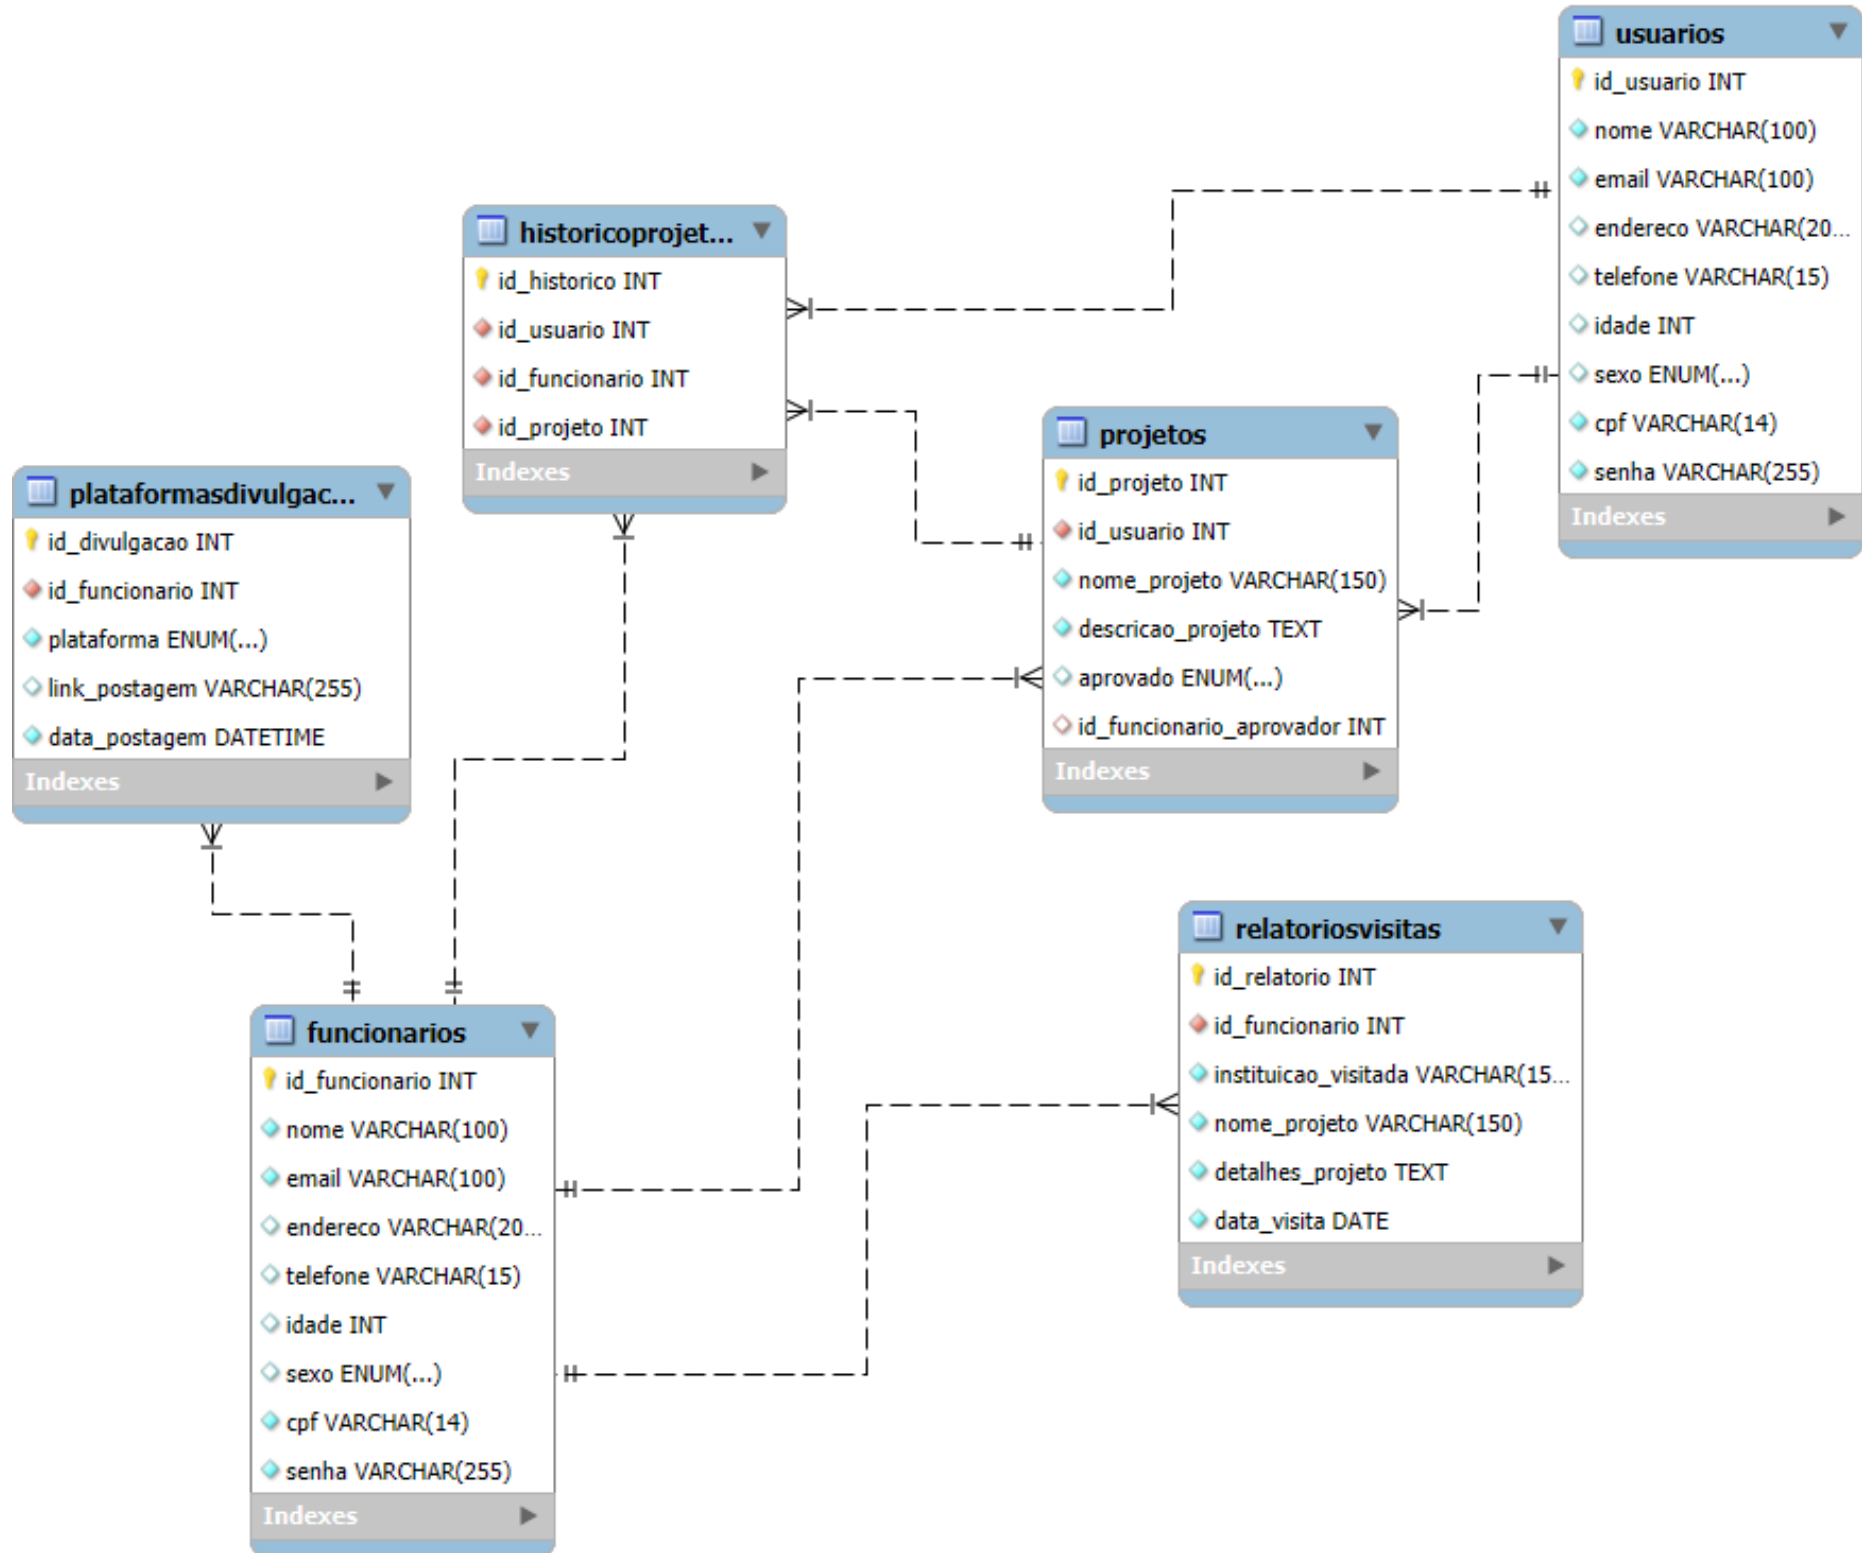 usuarios
id_usuario INT
nome VARCHAR(100)
email VARCHAR(100)
endereco VARCHAR(20...
telefone VARCHAR(15)
idade INT
sexo ENUM(...)
cpf VARCHAR(14)
senha VARCHAR(255)
Indexes
historicoprojet...
id_historico INT
id_usuario INT
id_funcionario INT
id_projeto INT
Indexes
projetos
id_projeto INT
id_usuario INT
nome_projeto VARCHAR(150)
descricao_projeto TEXT
aprovado ENUM(...)
id_funcionario_aprovador INT
Indexes
plataformasdivulgac...
id_divulgacao INT
id_funcionario INT
plataforma ENUM(...)
link_postagem VARCHAR(255)
data_postagem DATETIME
Indexes
relatoriosvisitas
id_relatorio INT
id_funcionario INT
instituicao_visitada VARCHAR(15...
nome_projeto VARCHAR(150)
detalhes_projeto TEXT
data_visita DATE
Indexes
funcionarios
id_funcionario INT
nome VARCHAR(100)
email VARCHAR(100)
endereco VARCHAR(20...
telefone VARCHAR(15)
idade INT
sexo ENUM(...)
cpf VARCHAR(14)
senha VARCHAR(255)
Indexes